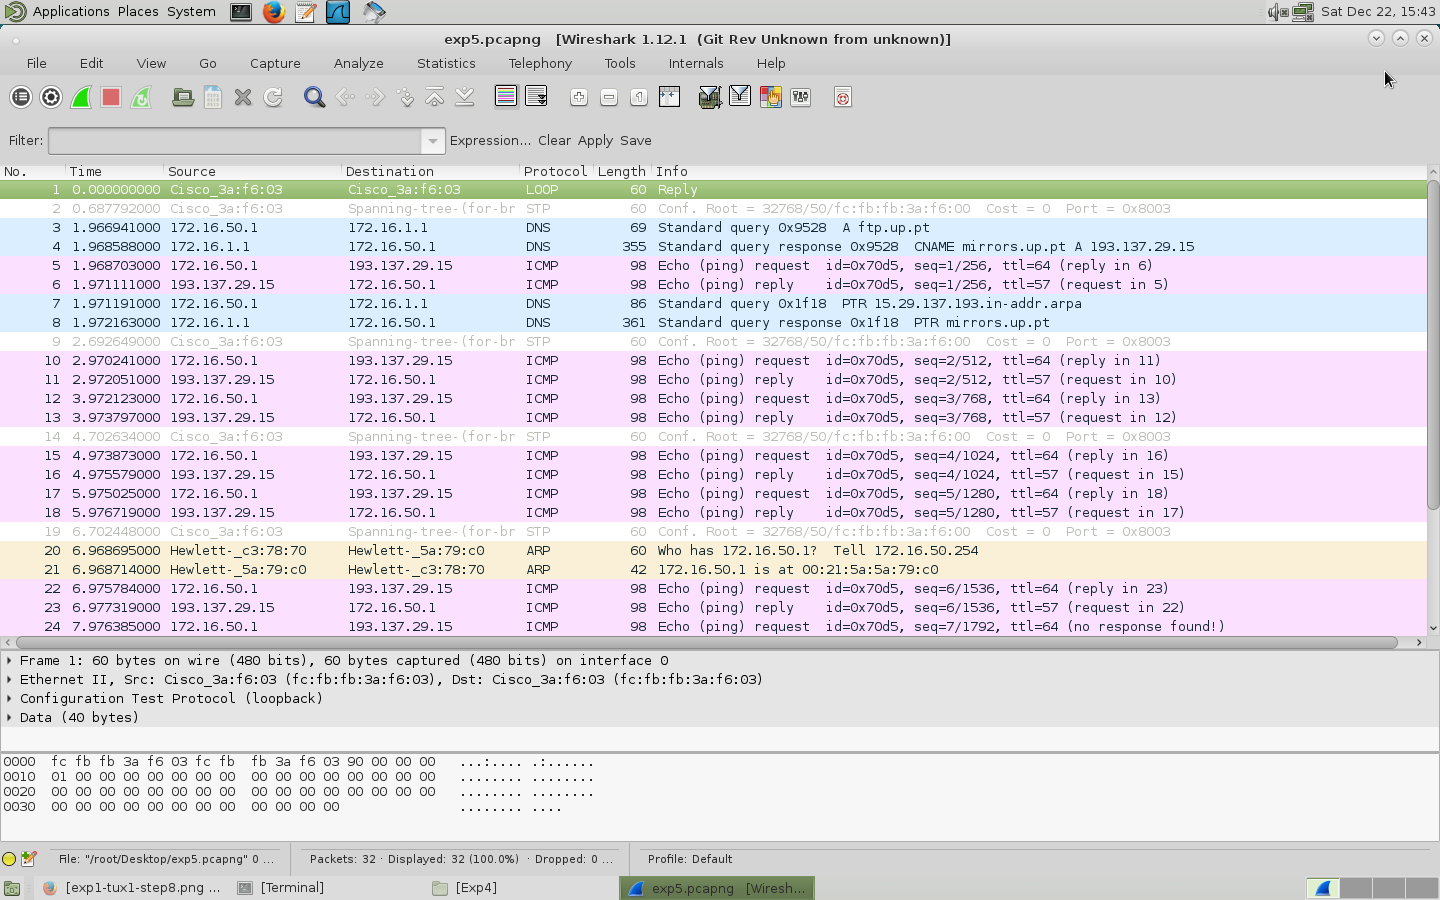 Applications Places System Sat Dec 22, 15:43
exp5.pcapng [Wireshark 1.12.1 (Git Rev Unknown from unknown)]
File Edit View Go Capture Analyze Statistics Telephony Tools Internals Help
Filter: Expression... Clear Apply Save
No. Time Source Destination Protocol Length Info
1 0.000000000 Cisco_3a:f6:03 Cisco_3a:f6:03 LOOP 60 Reply
2 0.687792000 Cisco_3a:f6:03 Spanning-tree-(for-br STP 60 Conf. Root = 32768/50/fc:fb:fb:3a:f6:00 Cost = 0 Port = 0x8003
3 1.966941000 172.16.50.1 172.16.1.1 DNS 69 Standard query 0x9528 A ftp.up.pt
4 1.968588000 172.16.1.1 172.16.50.1 DNS 355 Standard query response 0x9528 CNAME mirrors.up.pt A 193.137.29.15
5 1.968703000 172.16.50.1 193.137.29.15 ICMP 98 Echo (ping) request id=0x70d5, seq=1/256, ttl=64 (reply in 6)
6 1.971111000 193.137.29.15 172.16.50.1 ICMP 98 Echo (ping) reply id=0x70d5, seq=1/256, ttl=57 (request in 5)
7 1.971191000 172.16.50.1 172.16.1.1 DNS 86 Standard query 0x1f18 PTR 15.29.137.193.in-addr.arpa
8 1.972163000 172.16.1.1 172.16.50.1 DNS 361 Standard query response 0x1f18 PTR mirrors.up.pt
9 2.692649000 Cisco_3a:f6:03 Spanning-tree-(for-br STP 60 Conf. Root = 32768/50/fc:fb:fb:3a:f6:00 Cost = 0 Port = 0x8003
10 2.970241000 172.16.50.1 193.137.29.15 ICMP 98 Echo (ping) request id=0x70d5, seq=2/512, ttl=64 (reply in 11)
11 2.972051000 193.137.29.15 172.16.50.1 ICMP 98 Echo (ping) reply id=0x70d5, seq=2/512, ttl=57 (request in 10)
12 3.972123000 172.16.50.1 193.137.29.15 ICMP 98 Echo (ping) request id=0x70d5, seq=3/768, ttl=64 (reply in 13)
13 3.973797000 193.137.29.15 172.16.50.1 ICMP 98 Echo (ping) reply id=0x70d5, seq=3/768, ttl=57 (request in 12)
14 4.702634000 Cisco_3a:f6:03 Spanning-tree-(for-br STP 60 Conf. Root = 32768/50/fc:fb:fb:3a:f6:00 Cost = 0 Port = 0x8003
15 4.973873000 172.16.50.1 193.137.29.15 ICMP 98 Echo (ping) request id=0x70d5, seq=4/1024, ttl=64 (reply in 16)
16 4.975579000 193.137.29.15 172.16.50.1 ICMP 98 Echo (ping) reply id=0x70d5, seq=4/1024, ttl=57 (request in 15)
17 5.975025000 172.16.50.1 193.137.29.15 ICMP 98 Echo (ping) request id=0x70d5, seq=5/1280, ttl=64 (reply in 18)
18 5.976719000 193.137.29.15 172.16.50.1 ICMP 98 Echo (ping) reply id=0x70d5, seq=5/1280, ttl=57 (request in 17)
19 6.702448000 Cisco_3a:f6:03 Spanning-tree-(for-br STP 60 Conf. Root = 32768/50/fc:fb:fb:3a:f6:00 Cost = 0 Port = 0x8003
20 6.968695000 Hewlett-_c3:78:70 Hewlett-_5a:79:c0 ARP 60 Who has 172.16.50.1? Tell 172.16.50.254
21 6.968714000 Hewlett-_5a:79:c0 Hewlett-_c3:78:70 ARP 42 172.16.50.1 is at 00:21:5a:5a:79:c0
22 6.975784000 172.16.50.1 193.137.29.15 ICMP 98 Echo (ping) request id=0x70d5, seq=6/1536, ttl=64 (reply in 23)
23 6.977319000 193.137.29.15 172.16.50.1 ICMP 98 Echo (ping) reply id=0x70d5, seq=6/1536, ttl=57 (request in 22)
24 7.976385000 172.16.50.1 193.137.29.15 ICMP 98 Echo (ping) request id=0x70d5, seq=7/1792, ttl=64 (no response found!)
Frame 1: 60 bytes on wire (480 bits), 60 bytes captured (480 bits) on interface 0
Ethernet II, Src: Cisco_3a:f6:03 (fc:fb:fb:3a:f6:03), Dst: Cisco_3a:f6:03 (fc:fb:fb:3a:f6:03)
Configuration Test Protocol (loopback)
Data (40 bytes)
0000 fc fb fb 3a f6 03 fc fb fb 3a f6 03 90 00 00 00 ...:.... .:......
0010 01 00 00 00 00 00 00 00 00 00 00 00 00 00 00 00 ........ ........
0020 00 00 00 00 00 00 00 00 00 00 00 00 00 00 00 00 ........ ........
0030 00 00 00 00 00 00 00 00 00 00 00 00 ........ ....
File: "/root/Desktop/exp5.pcapng" 0 ... Packets: 32 · Displayed: 32 (100.0%) · Dropped: 0 ... Profile: Default
[exp1-tux1-step8.png ... [Terminal] [Exp4] exp5.pcapng [Wiresh...